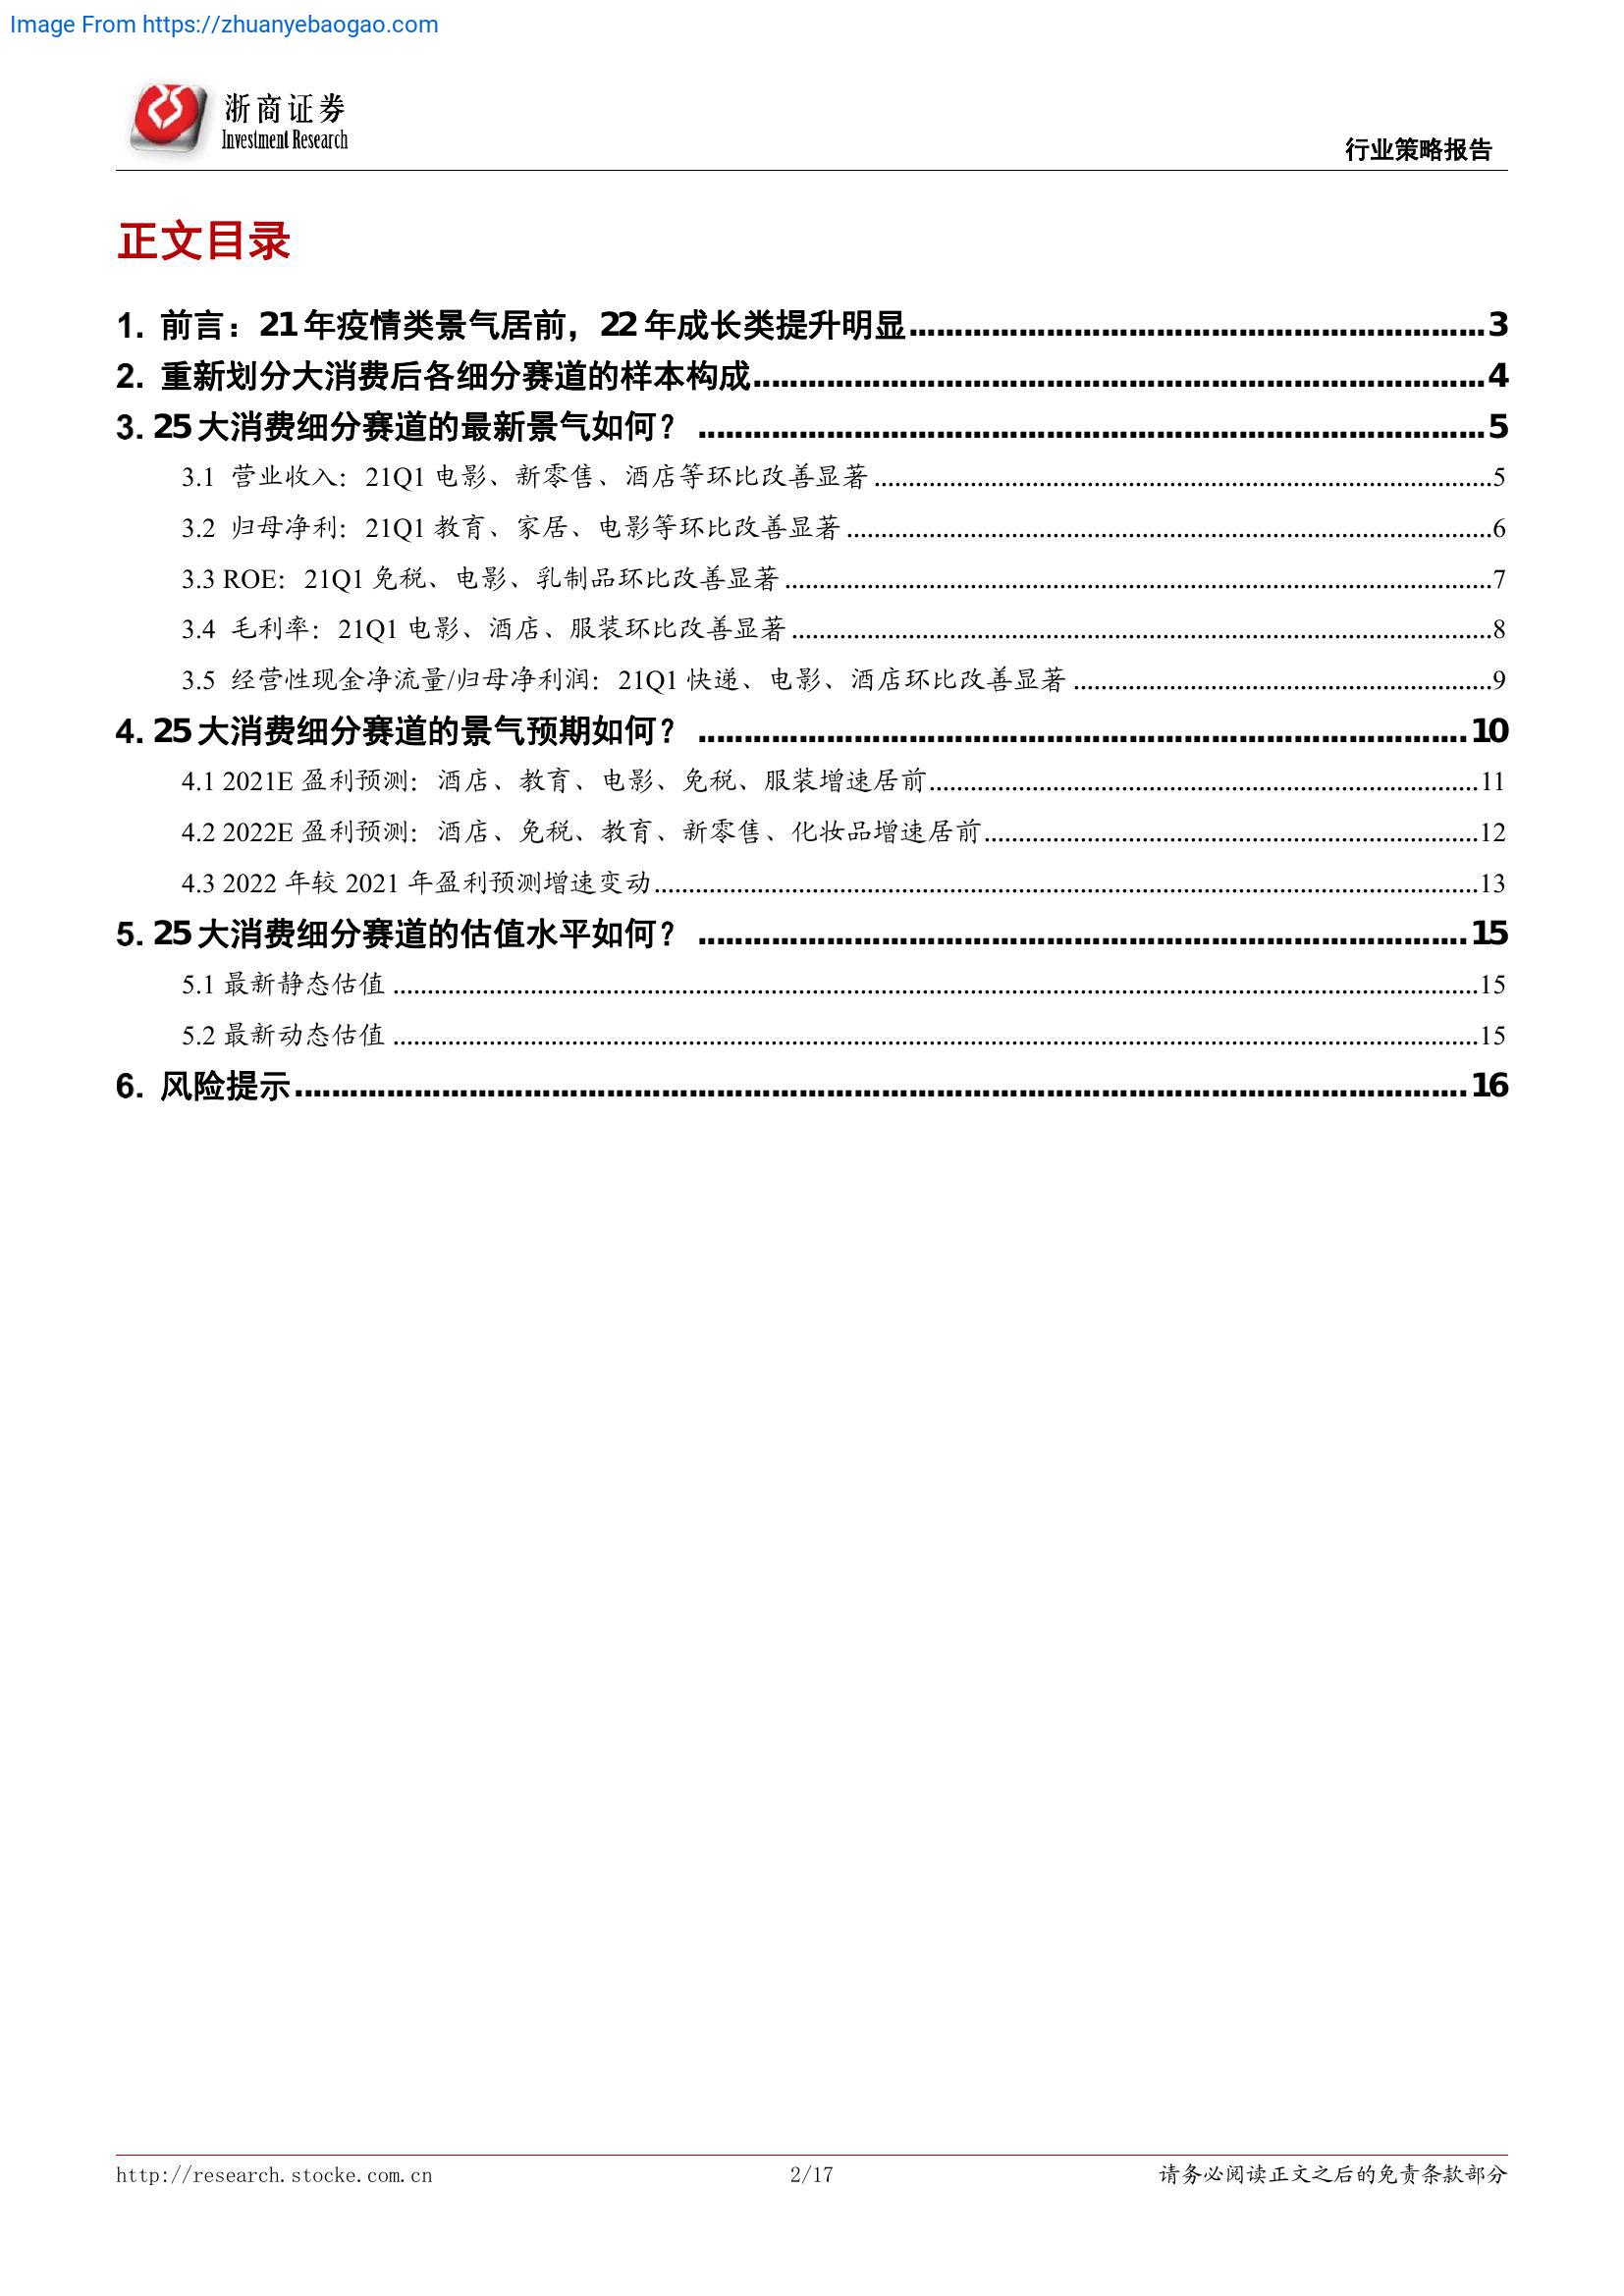 Image From https://zhuanyebaogao.com
浙商证券
Investment Research
行业策略报告
正文目录
1. 前言：21 年疫情类景气居前，22 年成长类提升明显 3
2. 重新划分大消费后各细分赛道的样本构成 4
3. 25 大消费细分赛道的最新景气如何？ 5
3.1 营业收入：21Q1 电影、新零售、酒店等环比改善显著 5
3.2 归母净利：21Q1 教育、家居、电影等环比改善显著 6
3.3 ROE：21Q1 免税、电影、乳制品环比改善显著 7
3.4 毛利率：21Q1 电影、酒店、服装环比改善显著 8
3.5 经营性现金净流量/归母净利润：21Q1 快递、电影、酒店环比改善显著 9
4. 25 大消费细分赛道的景气预期如何？ 10
4.1 2021E 盈利预测：酒店、教育、电影、免税、服装增速居前 11
4.2 2022E 盈利预测：酒店、免税、教育、新零售、化妆品增速居前 12
4.3 2022 年较 2021 年盈利预测增速变动 13
5. 25 大消费细分赛道的估值水平如何？ 15
5.1 最新静态估值 15
5.2 最新动态估值 15
6. 风险提示 16
http://research.stocke.com.cn 2/17 请务必阅读正文之后的免责条款部分